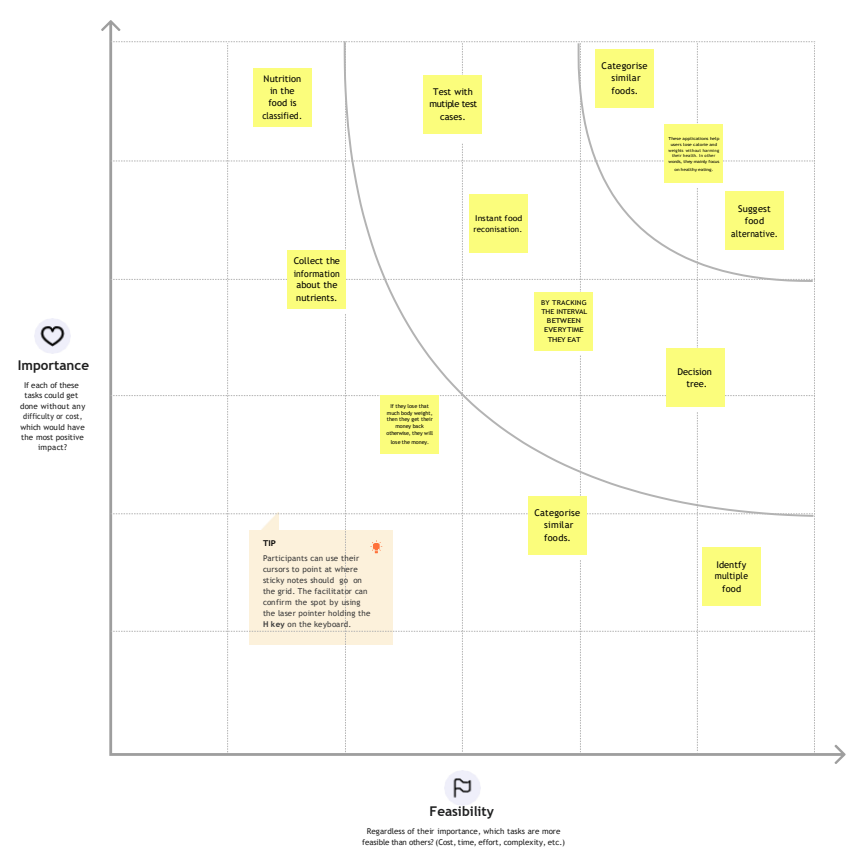 Nutrition
in the
food is
classified.
Test with
mutiple test
cases.
Categorise
similar
foods.
These applications help
users lose calorie and
weights without harming
their health. In other
words, they mainly focus
on healthy eating.
Suggest
food
alternative.
Instant food
reconisation.
Collect the
information
about the
nutrients.
BY TRACKING
THE INTERVAL
BETWEEN
EVERYTIME
THEY EAT
Decision
tree.
Importance
If each of these
tasks could get
done without any
difficulty or cost,
which would have
the most positive
impact?
If they lose that
much body weight,
then they get their
money back
otherwise, they will
lose the money.
Categorise
similar
foods.
Identfy
multiple
food
TIP
Participants can use their
cursors to point at where
sticky notes should go on
the grid. The facilitator can
confirm the spot by using
the laser pointer holding the
H key on the keyboard.
Feasibility
Regardless of their importance, which tasks are more
feasible than others? (Cost, time, effort, complexity, etc.)